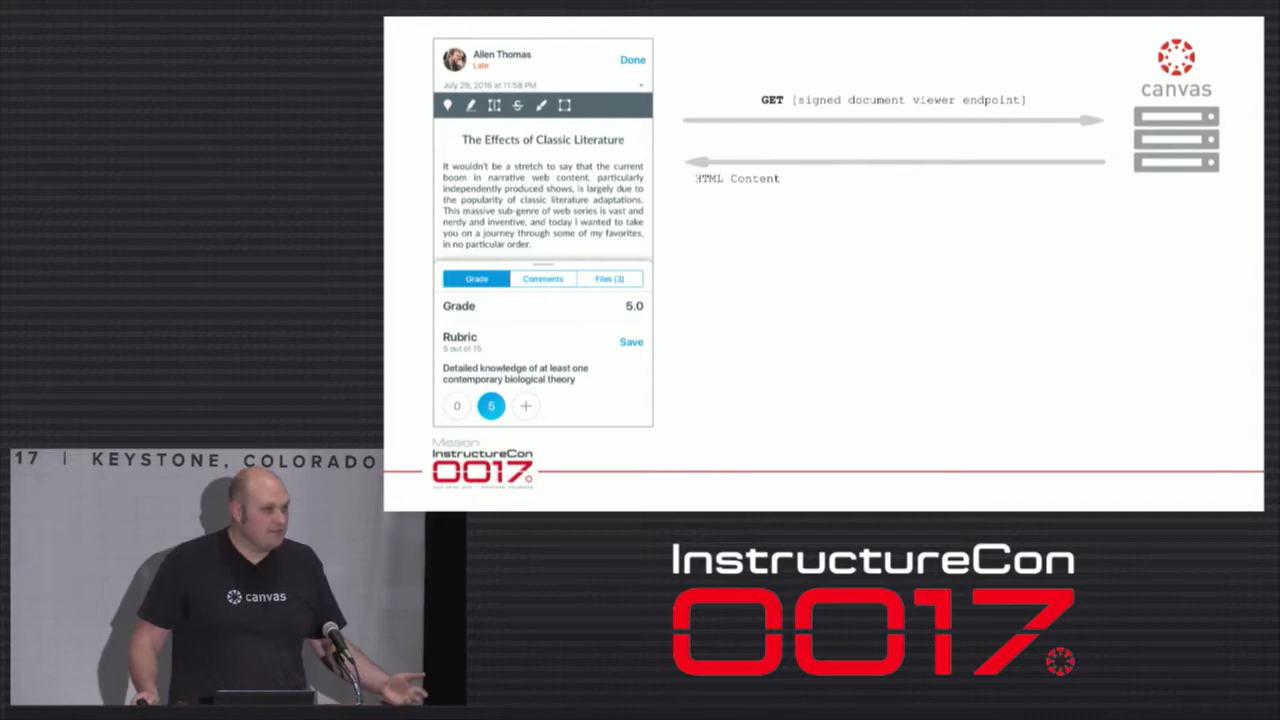 Allen Thomas
Late
Done
July 29, 2016 at 11:58 PM
The Effects of Classic Literature
It wouldn't be a stretch to say that the current
boom in narrative web content, particularly
independently produced shows, is largely due to
the popularity of classic literature adaptations.
This massive sub-genre of web series is vast and
nerdy and inventive, and today I wanted to take
you on a journey through some of my favorites,
in no particular order.
Grade
Comments
Files (3)
Grade
5.0
Rubric
5 out of 15
Save
Detailed knowledge of at least one
contemporary biological theory
0
5
GET (signed document viewer endpoint)
HTML Content
canvas
Mission:
InstructureCon
0017
17 | KEYSTONE, COLORADO
canvas
InstructureCon
0017